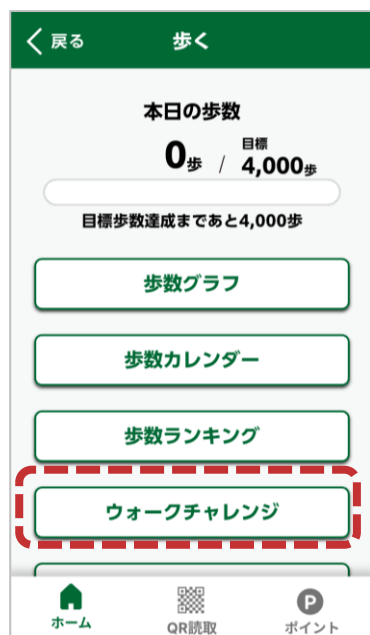 戻る 歩く
本日の歩数
目標
0歩 / 4,000歩
目標歩数達成まであと4,000歩
歩数グラフ
歩数カレンダー
歩数ランキング
ウォークチャレンジ
P
ホーム QR読取 ポイント